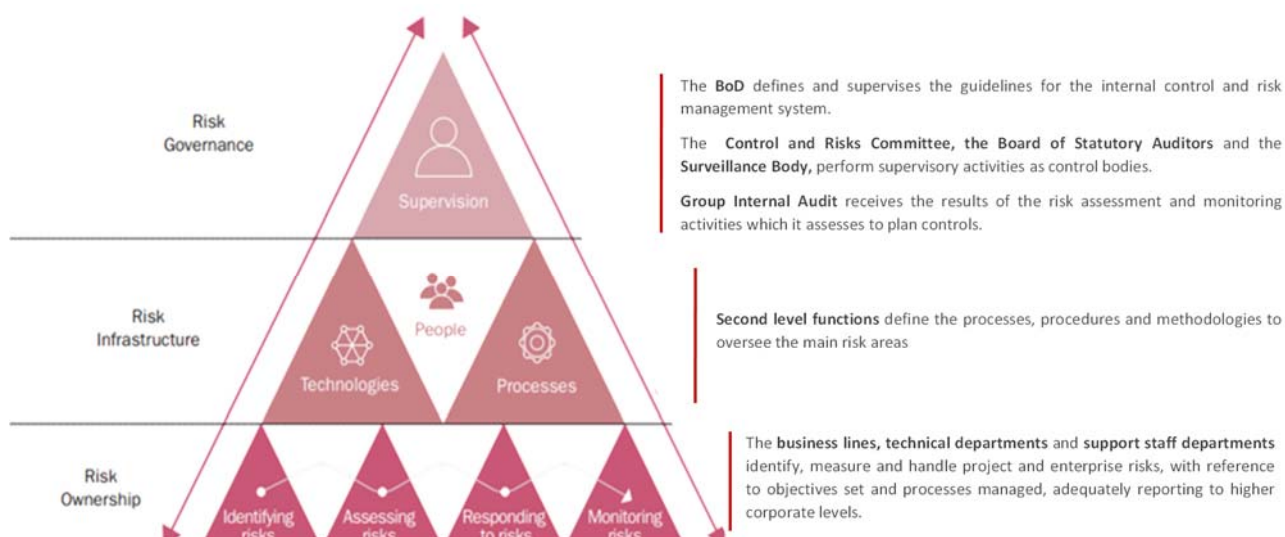 Risk
Governance
Supervision
The BoD defines and supervises the guidelines for the internal control and risk
management system.
The Control and Risks Committee, the Board of Statutory Auditors and the
Surveillance Body, perform supervisory activities as control bodies.
Group Internal Audit receives the results of the risk assessment and monitoring
activities which it assesses to plan controls.
Risk
Infrastructure
People
Technologies
Processes
Second level functions define the processes, procedures and methodologies to
oversee the main risk areas
Risk
Ownership
Identifying
risks
Assessing
risks
Responding
to risks
Monitoring
risks
The business lines, technical departments and support staff departments
identify, measure and handle project and enterprise risks, with reference
to objectives set and processes managed, adequately reporting to higher
corporate levels.